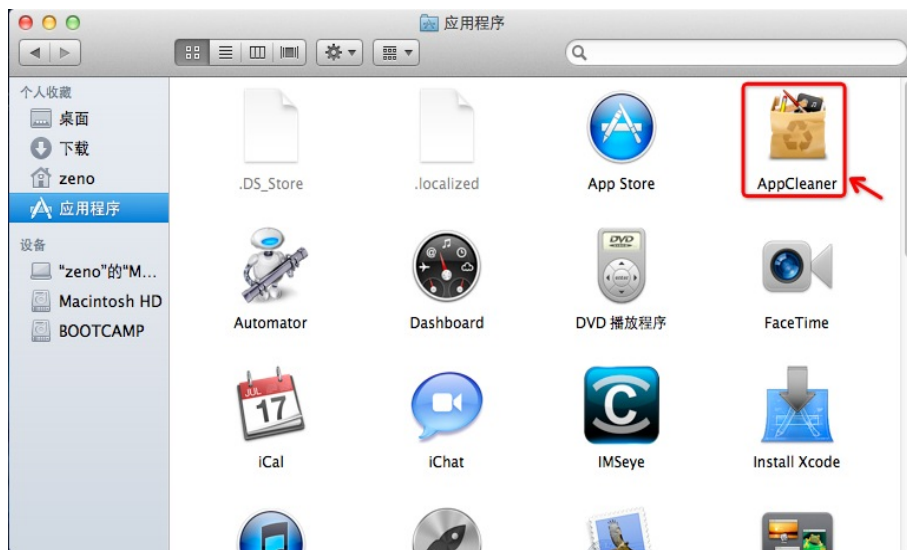 应用程序
个人收藏
桌面
下载
zeno
应用程序
设备
"zeno"的"M...
Macintosh HD
BOOTCAMP
.DS_Store
.localized
App Store
AppCleaner
Automator
Dashboard
DVD 播放程序
FaceTime
iCal
iChat
IMSeye
Install Xcode
DVD
enter
JUL
17